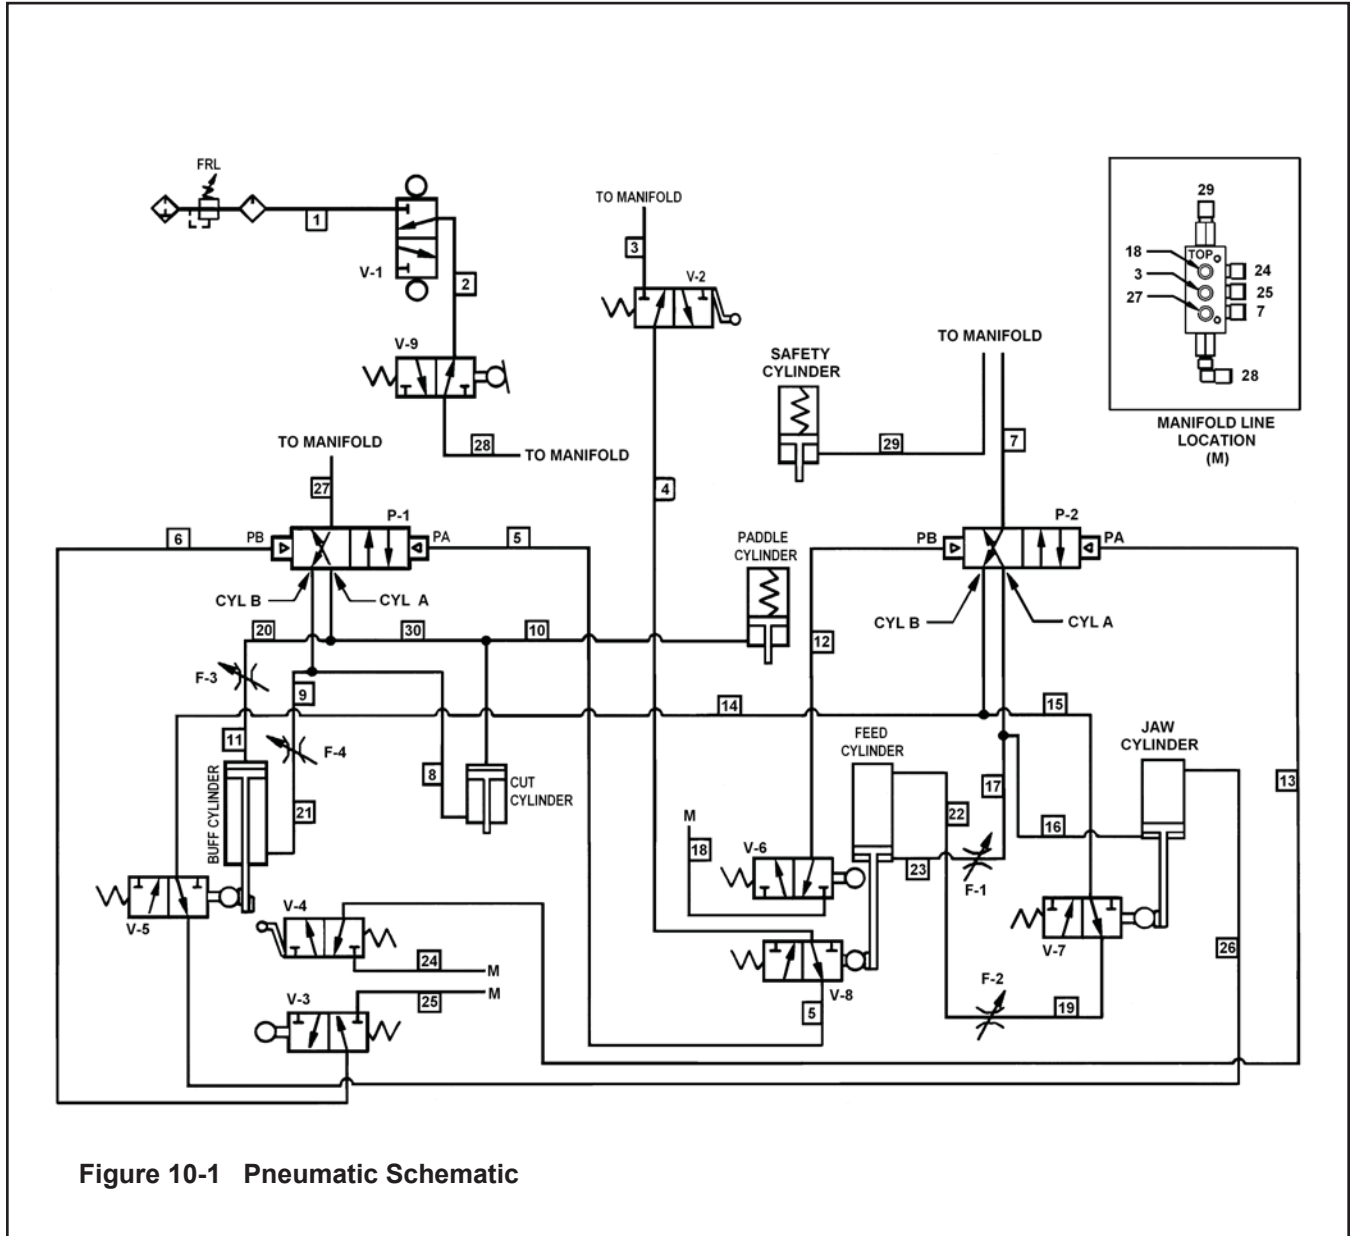 FRL
1
V-1
2
V-9
28
TO MANIFOLD
TO MANIFOLD
3
V-2
4
SAFETY
CYLINDER
29
TO MANIFOLD
7
29
18
TOP
24
3
25
27
7
28
MANIFOLD LINE
LOCATION
(M)
TO MANIFOLD
27
P-1
6
PB
PA
5
CYL B
CYL A
PADDLE
CYLINDER
P-2
PB
PA
CYL B
CYL A
20
30
10
12
F-3
9
14
15
11
F-4
BUFF CYLINDER
21
8
CUT
CYLINDER
FEED
CYLINDER
JAW
CYLINDER
17
13
22
16
M
18
V-6
23
F-1
V-5
V-4
24
M
V-3
25
M
V-8
5
F-2
19
V-7
26
Figure 10-1 Pneumatic Schematic